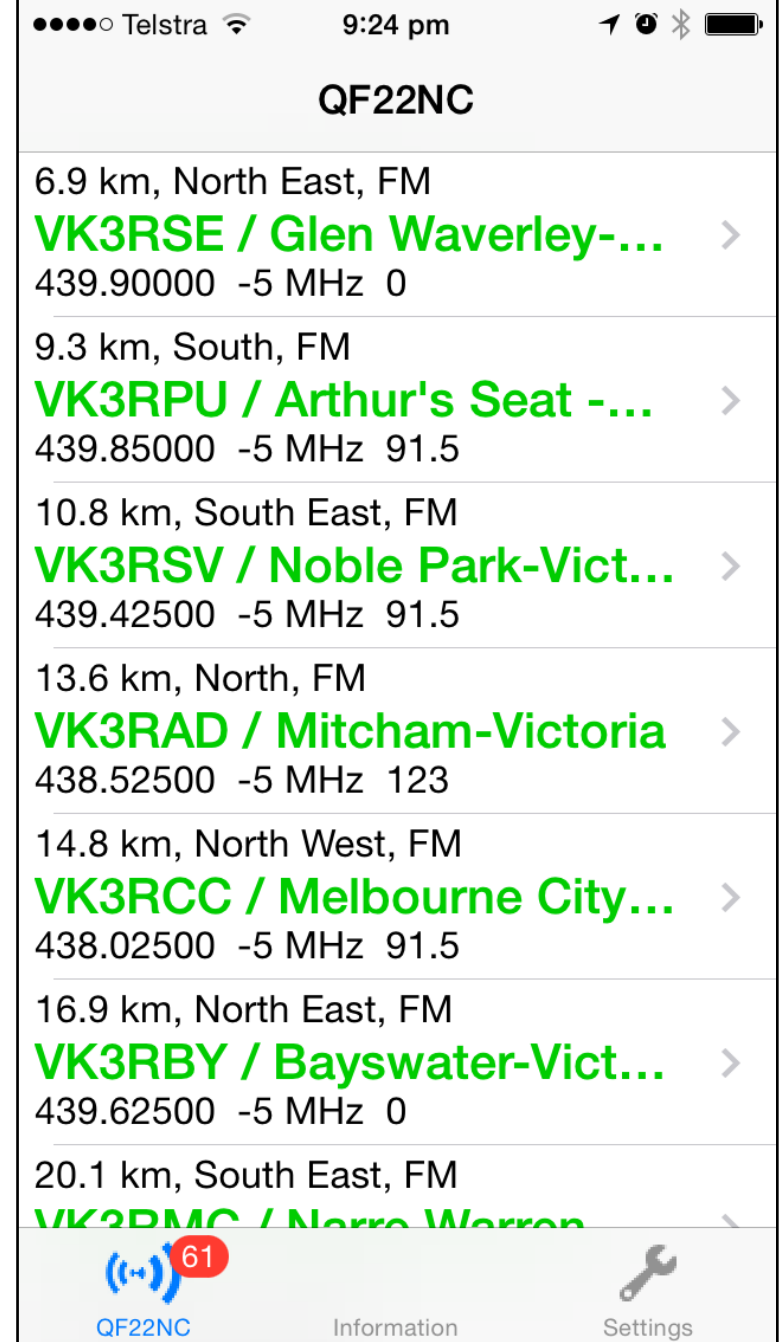 Telstra 9:24 pm
QF22NC
6.9 km, North East, FM
VK3RSE / Glen Waverley-...
439.90000 -5 MHz 0
9.3 km, South, FM
VK3RPU / Arthur's Seat -...
439.85000 -5 MHz 91.5
10.8 km, South East, FM
VK3RSV / Noble Park-Vict...
439.42500 -5 MHz 91.5
13.6 km, North, FM
VK3RAD / Mitcham-Victoria
438.52500 -5 MHz 123
14.8 km, North West, FM
VK3RCC / Melbourne City...
438.02500 -5 MHz 91.5
16.9 km, North East, FM
VK3RBY / Bayswater-Vict...
439.62500 -5 MHz 0
20.1 km, South East, FM
VK3RMC / Narre Warren
61
QF22NC Information Settings